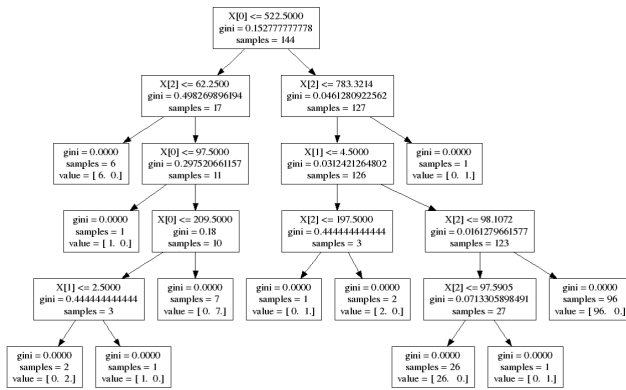 X[0] <= 522.5000
gini = 0.152777777778
samples = 144
X[2] <= 62.2500
gini = 0.498269896194
samples = 17
X[2] <= 783.3214
gini = 0.0461280922562
samples = 127
gini = 0.0000
samples = 6
value = [ 6. 0.]
X[0] <= 97.5000
gini = 0.297520661157
samples = 11
X[1] <= 4.5000
gini = 0.0312421264802
samples = 126
gini = 0.0000
samples = 1
value = [ 0. 1.]
gini = 0.0000
samples = 1
value = [ 1. 0.]
X[0] <= 209.5000
gini = 0.18
samples = 10
X[2] <= 197.5000
gini = 0.444444444444
samples = 3
X[2] <= 98.1072
gini = 0.0161279661577
samples = 123
X[1] <= 2.5000
gini = 0.444444444444
samples = 3
gini = 0.0000
samples = 7
value = [ 0. 7.]
gini = 0.0000
samples = 1
value = [ 0. 1.]
gini = 0.0000
samples = 2
value = [ 2. 0.]
X[2] <= 97.5905
gini = 0.0713305898491
samples = 27
gini = 0.0000
samples = 96
value = [ 96. 0.]
gini = 0.0000
samples = 2
value = [ 0. 2.]
gini = 0.0000
samples = 1
value = [ 1. 0.]
gini = 0.0000
samples = 26
value = [ 26. 0.]
gini = 0.0000
samples = 1
value = [ 0. 1.]